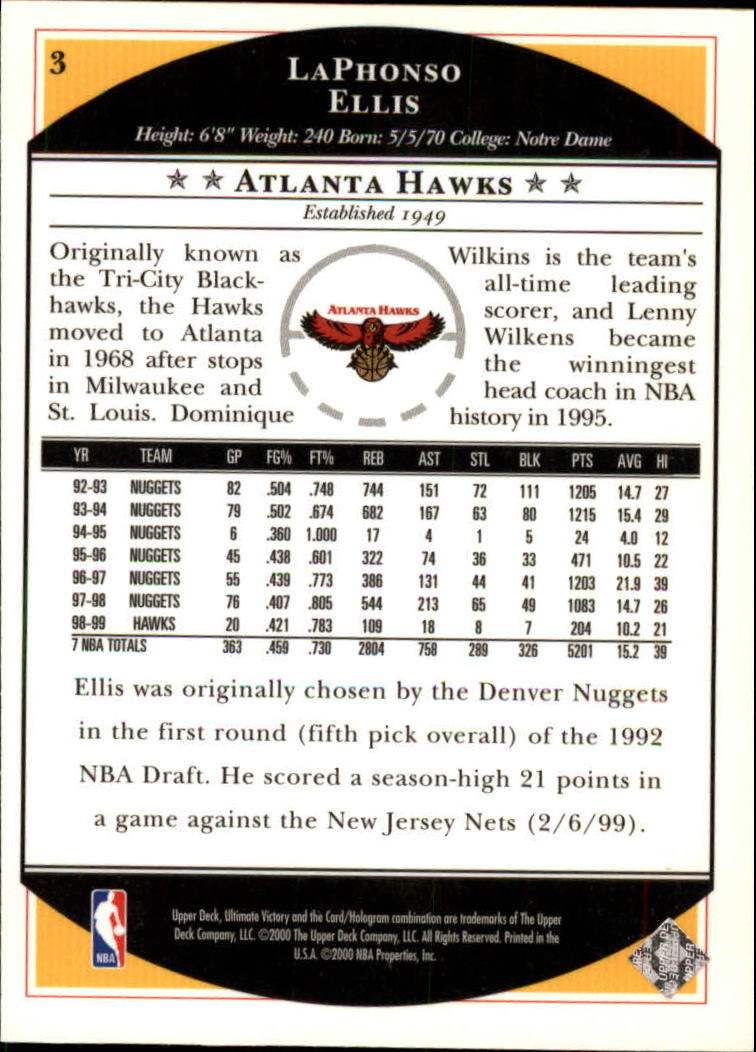 3
LAPHONSO
ELLIS
Height: 6'8" Weight: 240 Born: 5/5/70 College: Notre Dame
ATLANTA HAWKS
Established 1949
Originally known as
the Tri-City Black-
hawks, the Hawks
moved to Atlanta
in 1968 after stops
in Milwaukee and
St. Louis. Dominique
ATLANTA HAWKS
Wilkins is the team's
all-time leading
scorer, and Lenny
Wilkens became
the winningest
head coach in NBA
history in 1995.
YR TEAM GP FG% FT% REB AST STL BLK PTS AVG HI
92-93 NUGGETS 82 .504 .748 744 151 72 111 1205 14.7 27
93-94 NUGGETS 79 .502 .674 682 167 63 80 1215 15.4 29
94-95 NUGGETS 6 .360 1.000 17 4 1 5 24 4.0 12
95-96 NUGGETS 45 .438 .601 322 74 36 33 471 10.5 22
96-97 NUGGETS 55 .439 .773 386 131 44 41 1203 21.9 39
97-98 NUGGETS 76 .407 .805 544 213 65 49 1083 14.7 26
98-99 HAWKS 20 .421 .783 109 18 8 7 204 10.2 21
7 NBA TOTALS 363 .459 .730 2804 758 289 326 5201 15.2 39
Ellis was originally chosen by the Denver Nuggets
in the first round (fifth pick overall) of the 1992
NBA Draft. He scored a season-high 21 points in
a game against the New Jersey Nets (2/6/99).
NBA
Upper Deck, Ultimate Victory and the Card/Hologram combination are trademarks of The Upper
Deck Company, LLC. ©2000 The Upper Deck Company, LLC. All Rights Reserved. Printed in the
U.S.A. ©2000 NBA Properties, Inc.